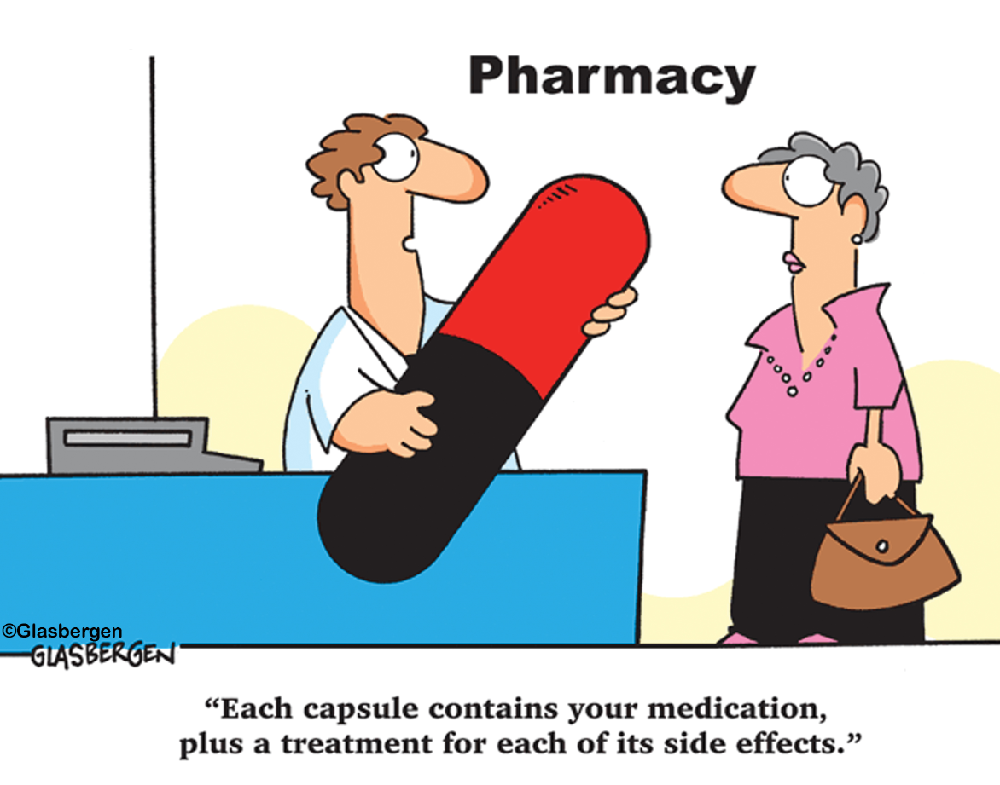 Pharmacy
©Glasbergen
GLASBERGEN
“Each capsule contains your medication,
plus a treatment for each of its side effects.”